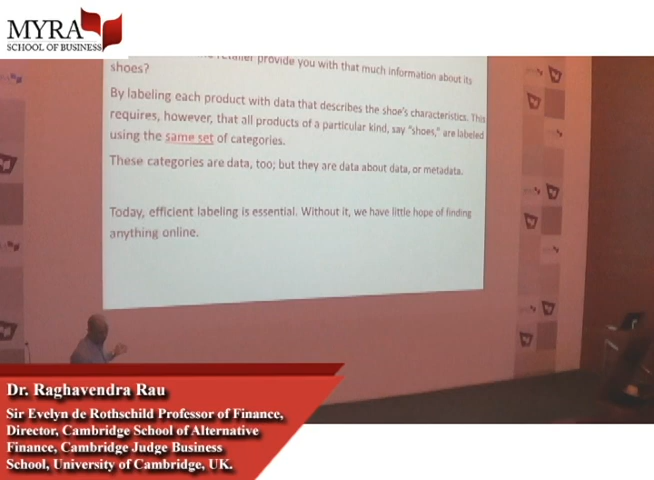 MYRA
SCHOOL OF BUSINESS
provide you with that much information about its
shoes?
By labeling each product with data that describes the shoe's characteristics. This
requires, however, that all products of a particular kind, say "shoes," are labeled
using the same set of categories.
These categories are data, too; but they are data about data, or metadata.
Today, efficient labeling is essential. Without it, we have little hope of finding
anything online.
Dr. Raghavendra Rau
Sir Evelyn de Rothschild Professor of Finance,
Director, Cambridge School of Alternative
Finance, Cambridge Judge Business
School, University of Cambridge, UK.